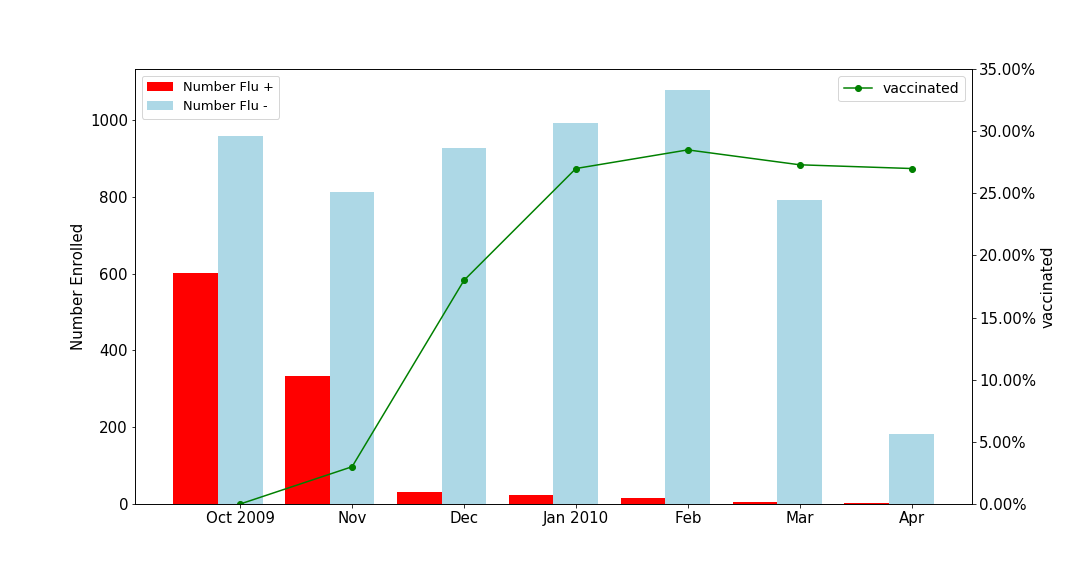 Number Flu +
Number Flu -
vaccinated
35.00%
30.00%
25.00%
20.00%
15.00%
10.00%
5.00%
0.00%
vaccinated
1000
800
600
400
200
0
Number Enrolled
Oct 2009 Nov Dec Jan 2010 Feb Mar Apr